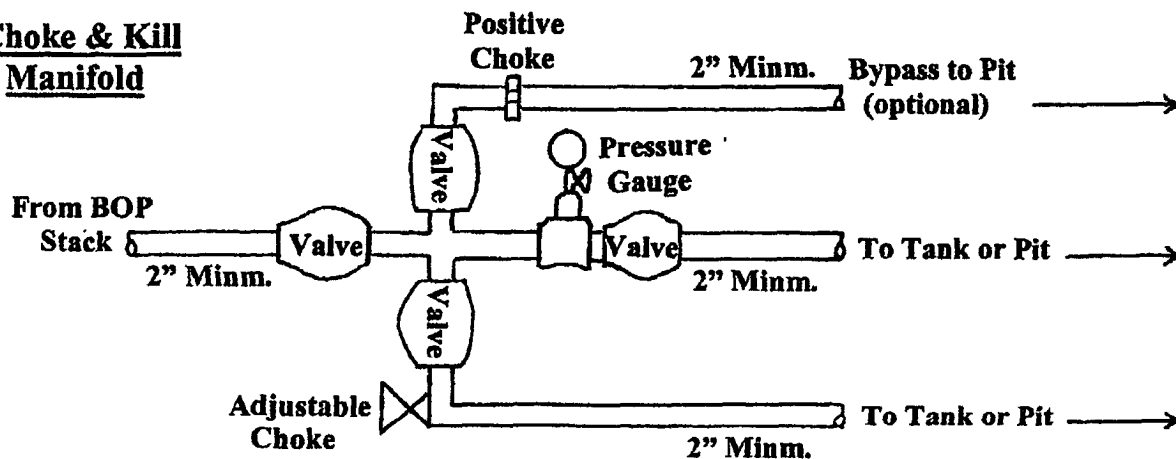 Choke & Kill
Manifold
Positive
Choke
2” Minm.
Bypass to Pit
(optional)
Valve
Pressure
Gauge
From BOP
Stack
Valve
Valve
To Tank or Pit
2” Minm.
2” Minm.
Valve
Adjustable
Choke
To Tank or Pit
2” Minm.